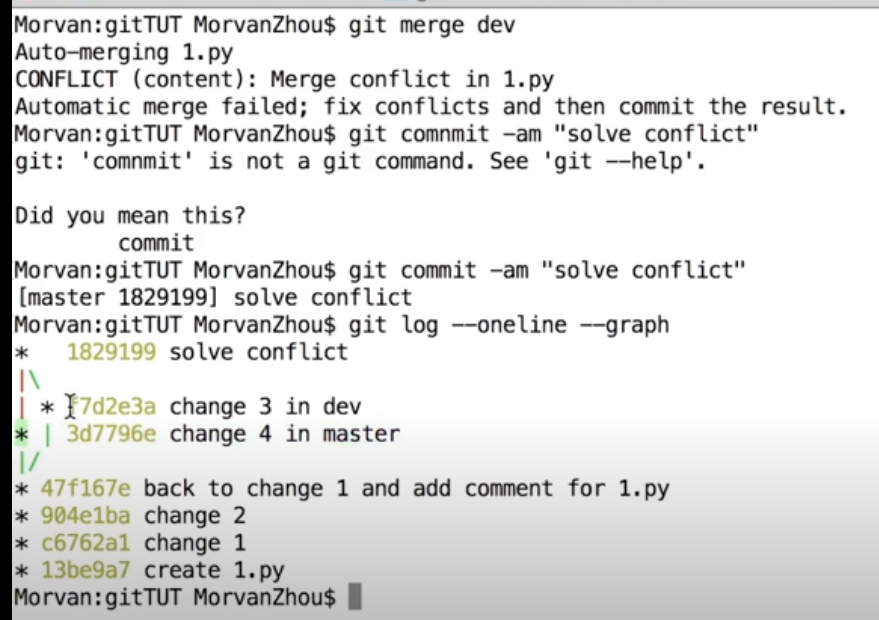 Morvan:gitTUT MorvanZhou$ git merge dev
Auto-merging 1.py
CONFLICT (content): Merge conflict in 1.py
Automatic merge failed; fix conflicts and then commit the result.
Morvan:gitTUT MorvanZhou$ git comnmit -am "solve conflict"
git: 'comnmit' is not a git command. See 'git --help'.

Did you mean this?
        commit
Morvan:gitTUT MorvanZhou$ git commit -am "solve conflict"
[master 1829199] solve conflict
Morvan:gitTUT MorvanZhou$ git log --oneline --graph
*   1829199 solve conflict
|\
| * f7d2e3a change 3 in dev
* | 3d7796e change 4 in master
|/
* 47f167e back to change 1 and add comment for 1.py
* 904e1ba change 2
* c6762a1 change 1
* 13be9a7 create 1.py
Morvan:gitTUT MorvanZhou$